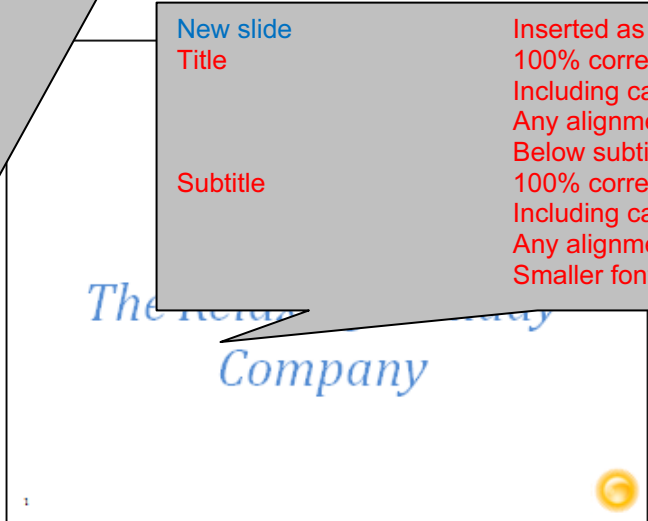 New slide Inserted as
Title 100% corre
Including ca
Any alignme
Below subti
Subtitle 100% corre
Including ca
Any alignme
Smaller fon
The
Company
1